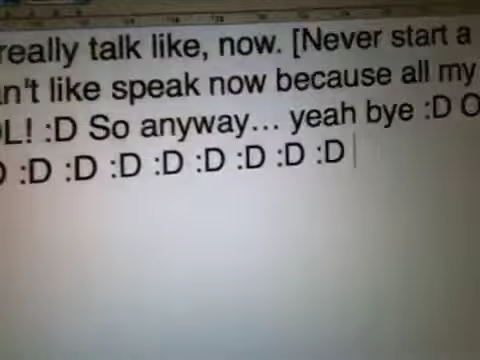 really talk like, now. [Never start a
n't like speak now because all my
L! :D So anyway... yeah bye :D O
:D :D :D :D :D :D :D :D